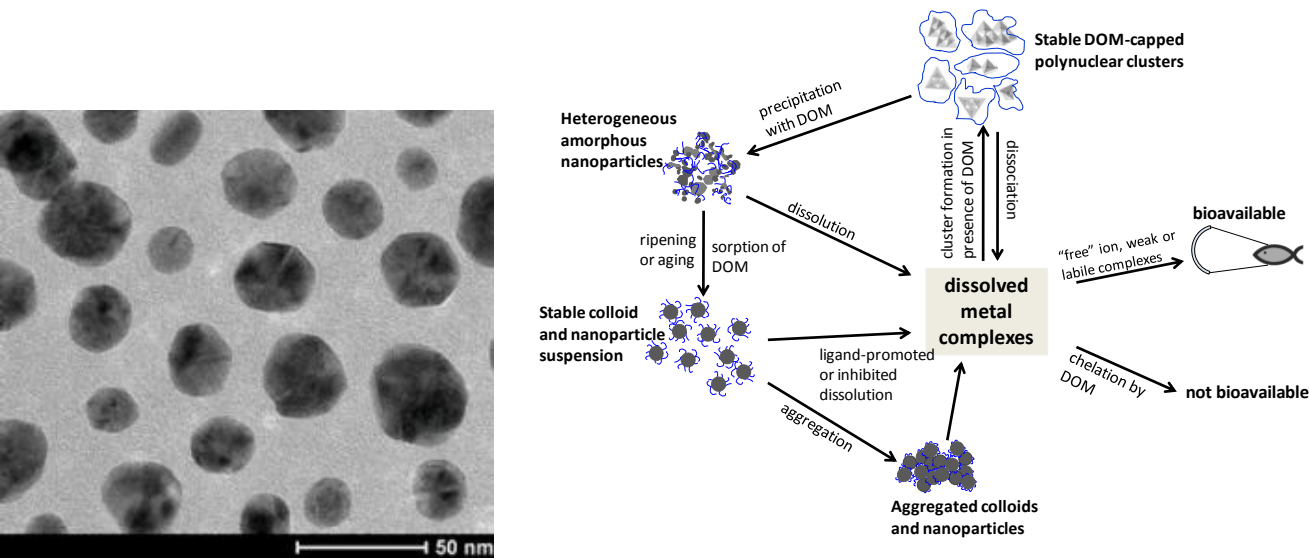 Stable DOM-capped
polynuclear clusters
precipitation
with DOM
Heterogeneous
amorphous
nanoparticles
cluster formation in
presence of DOM
dissociation
dissolution
ripening
or aging
sorption of
DOM
bioavailable
“free” ion, weak or
labile complexes
dissolved
metal
complexes
Stable colloid
and nanoparticle
suspension
ligand-promoted
or inhibited
dissolution
chelation by
DOM
not bioavailable
aggregation
Aggregated colloids
and nanoparticles
50 nm